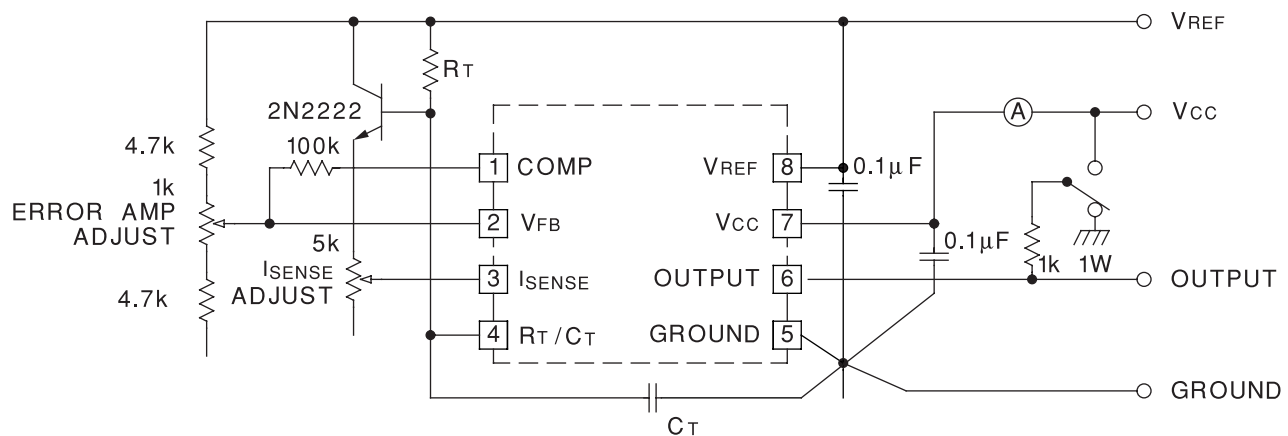 VREF
RT
A
VCC
2N2222
4.7k
100k
1 COMP
VREF 8
0.1µF
1k
ERROR AMP
ADJUST
2 VFB
VCC 7
0.1µF
5k
ISENSE
ADJUST
3 ISENSE
OUTPUT 6
1k
1W
OUTPUT
4.7k
4 RT/CT
GROUND 5
GROUND
CT